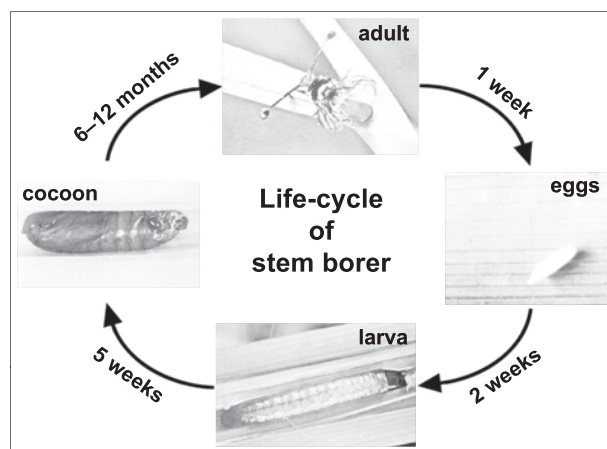 adult
6–12 months
1 week
cocoon
eggs
Life-cycle
of
stem borer
larva
5 weeks
2 weeks